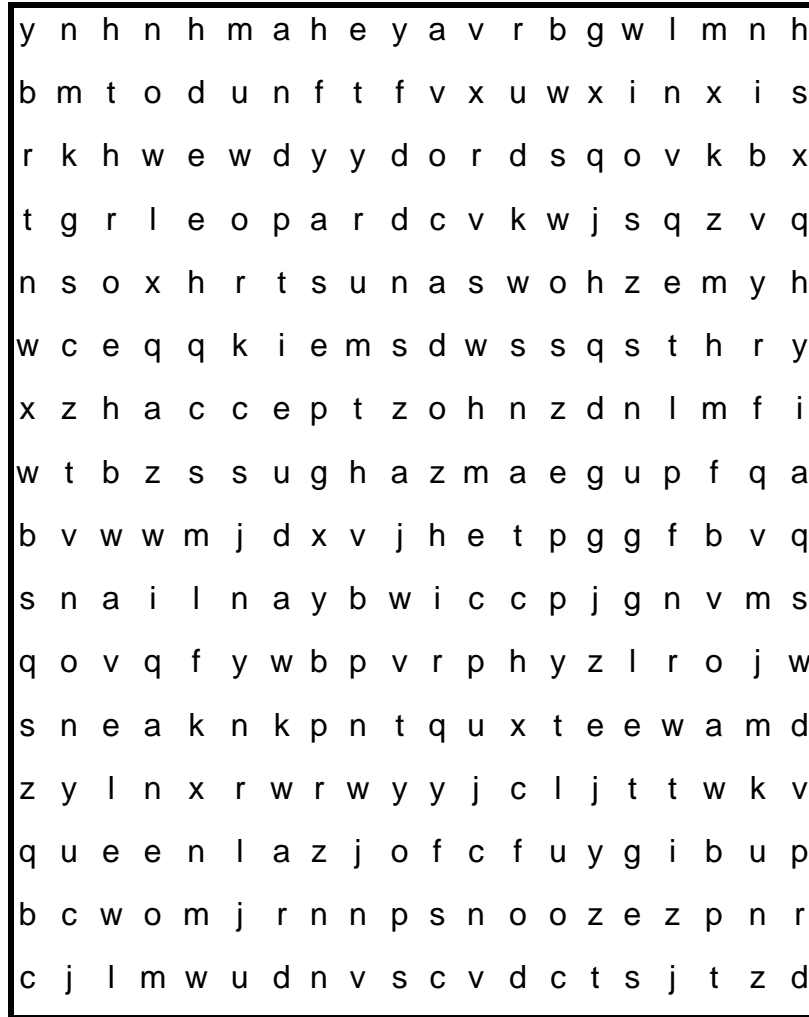 y n h n h m a h e y a v r b g w l m n h
b m t o d u n f t f v x u w x i n x i s
r k h w e w d y y d o r d s q o v k b x
t g r l e o p a r d c v k w j s q z v q
n s o x h r t s u n a s w o h z e m y h
w c e q q k i e m s d w s s q s t h r y
x z h a c c e p t z o h n z d n l m f i
w t b z s s u g h a z m a e g u p f q a
b v w w m j d x v j h e t p g g f b v q
s n a i l n a y b w i c c p j g n v m s
q o v q f y w b p v r p h y z l r o j w
s n e a k n k p n t q u x t e e w a m d
z y l n x r w r w y y j c l j t t w k v
q u e e n l a z j o f c f u y g i b u p
b c w o m j r n n p s n o o z e z p n r
c j l m w u d n v s c v d c t s j t z d